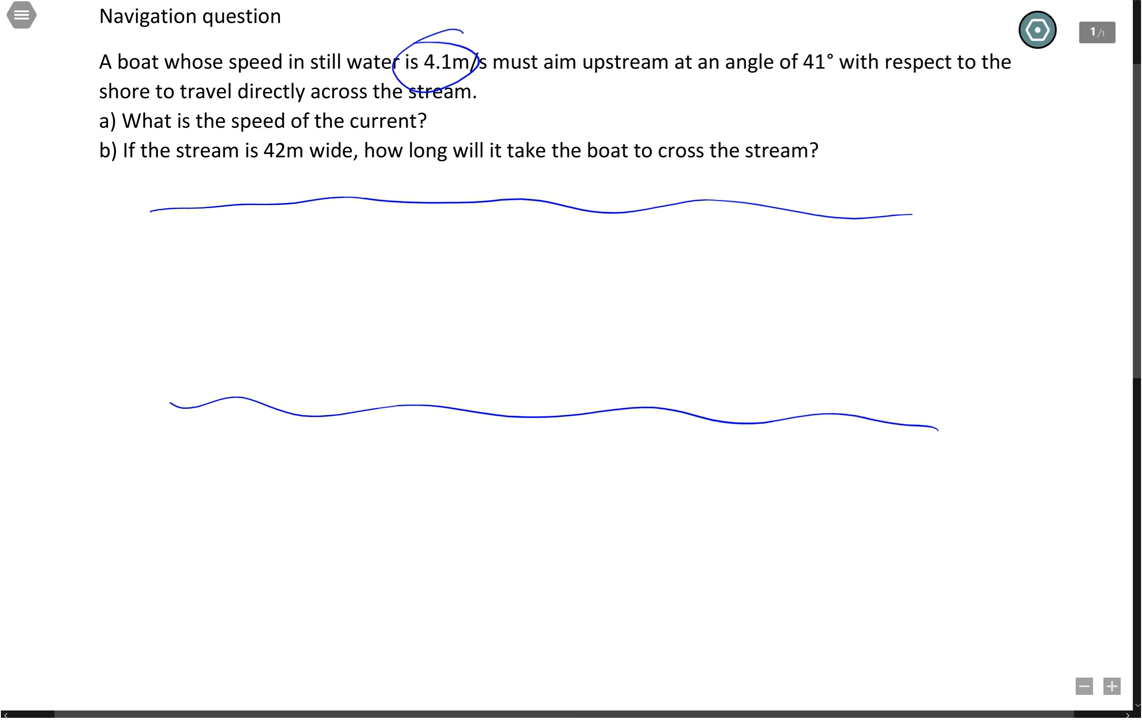 Navigation question
1/1
A boat whose speed in still water is 4.1m/s must aim upstream at an angle of 41° with respect to the
shore to travel directly across the stream.
a) What is the speed of the current?
b) If the stream is 42m wide, how long will it take the boat to cross the stream?